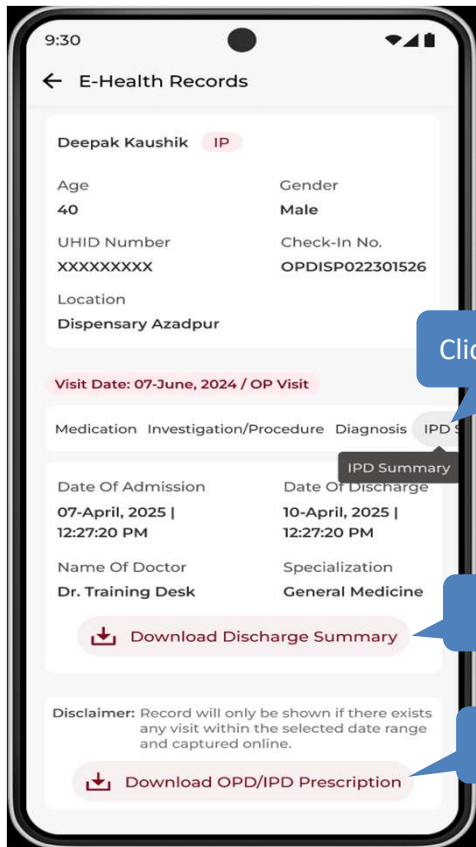 9:30
E-Health Records
Deepak Kaushik IP
Age Gender
40 Male
UHID Number Check-In No.
XXXXXXXXX OPDISP022301526
Location
Dispensary Azadpur
Visit Date: 07-June, 2024 / OP Visit
Medication Investigation/Procedure Diagnosis IPD
IPD Summary
Date Of Admission Date Of Discharge
07-April, 2025 | 10-April, 2025 |
12:27:20 PM 12:27:20 PM
Name Of Doctor Specialization
Dr. Training Desk General Medicine
Download Discharge Summary
Disclaimer: Record will only be shown if there exists
any visit within the selected date range
and captured online.
Download OPD/IPD Prescription